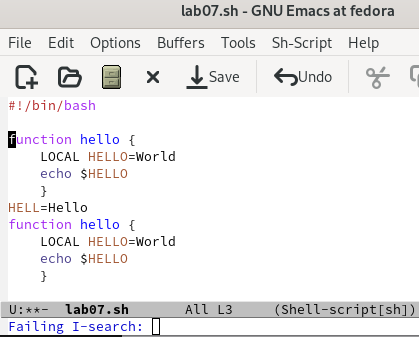 lab07.sh - GNU Emacs at fedora
File Edit Options Buffers Tools Sh-Script Help
Save Undo
#!/bin/bash
function hello {
    LOCAL HELLO=World
    echo $HELLO
    }
HELL=Hello
function hello {
    LOCAL HELLO=World
    echo $HELLO
    }
U:**- lab07.sh All L3 (Shell-script[sh])
Failing I-search: